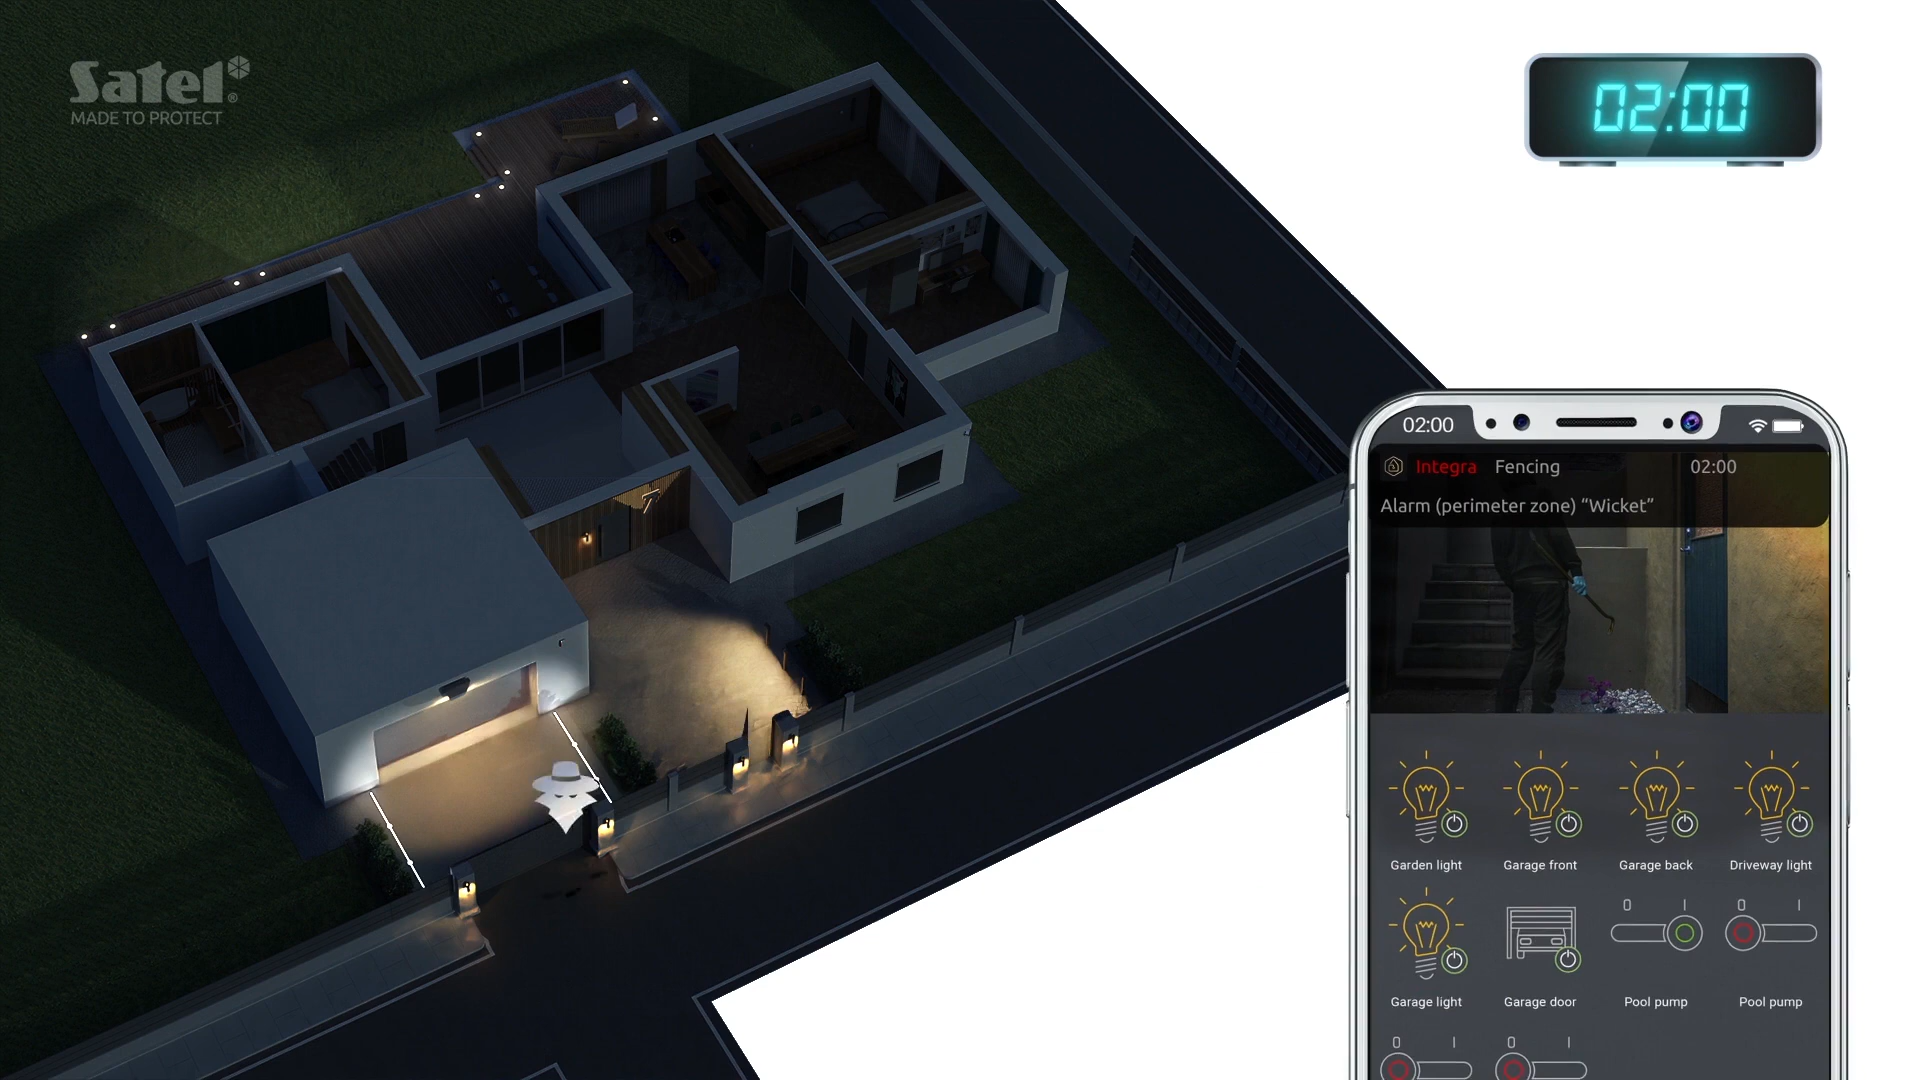 Satel®
MADE TO PROTECT
02:00
02:00
Integra Fencing 02:00
Alarm (perimeter zone) “Wicket”
Garden light Garage front Garage back Driveway light
0 I 0 I
Garage light Garage door Pool pump Pool pump
0 I 0 I